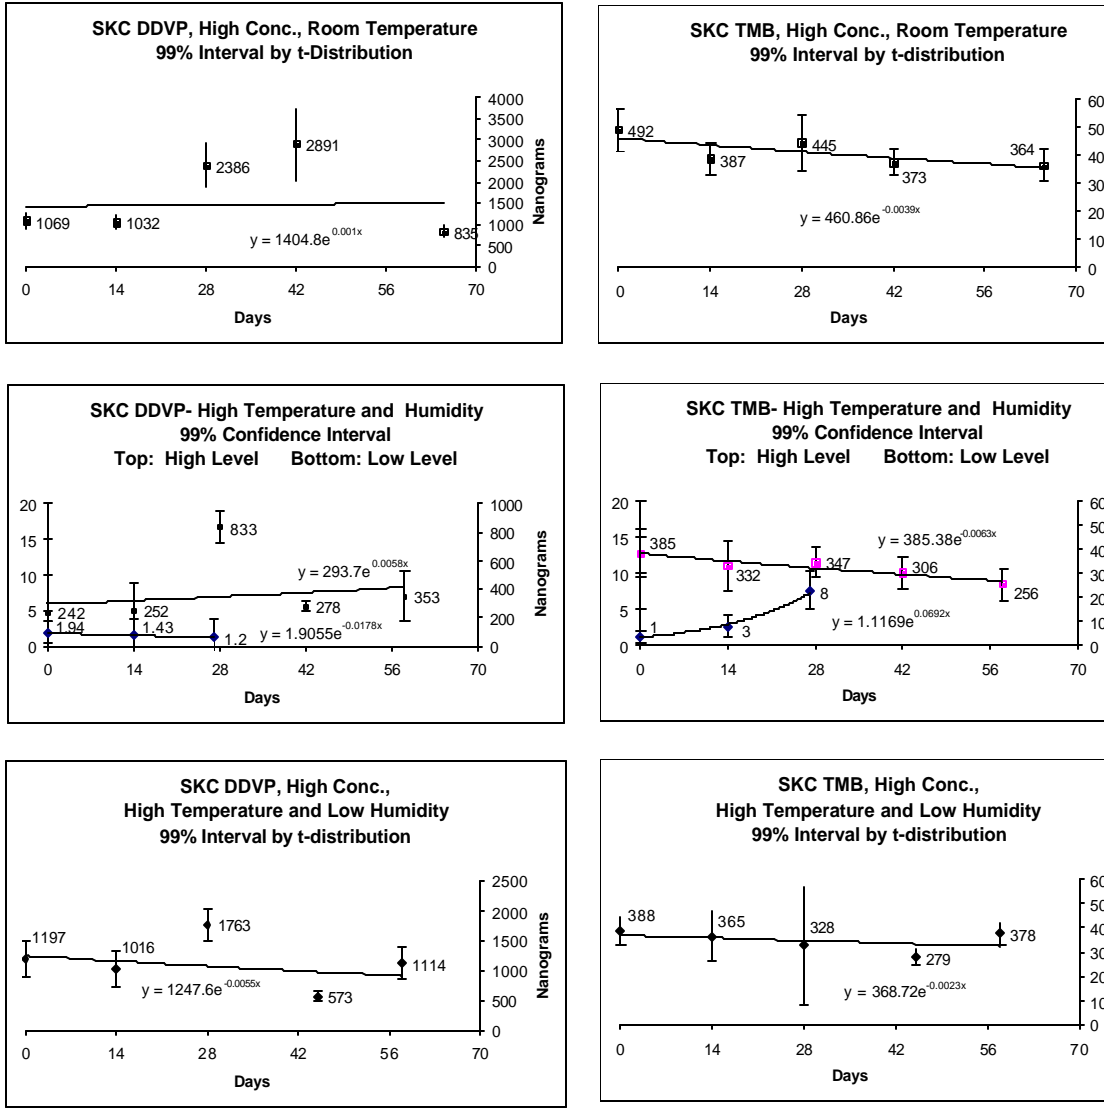 SKC DDVP, High Conc., Room Temperature
99% Interval by t-Distribution
4000
3500
3000
2500
2000
1500
1000
500
0
Nanograms
1069
1032
2386
2891
835
y = 1404.8e^0.001x
0 14 28 42 56 70
Days
SKC TMB, High Conc., Room Temperature
99% Interval by t-distribution
492
387
445
373
364
y = 460.86e^-0.0039x
0
0 14 28 42 56 70
Days
SKC DDVP- High Temperature and Humidity
99% Confidence Interval
Top: High Level Bottom: Low Level
20
15
10
5
0
1000
800
600
400
200
0
Nanograms
833
y = 293.7e^0.0058x
242
252
278
353
1.94
1.43
1.2
y = 1.9055e^-0.0178x
0 14 28 42 56 70
Days
SKC TMB- High Temperature and Humidity
99% Confidence Interval
Top: High Level Bottom: Low Level
20
15
10
5
0
0
y = 385.38e^-0.0063x
385
332
347
306
256
1
3
8
y = 1.1169e^0.0692x
0 14 28 42 56 70
Days
SKC DDVP, High Conc.,
High Temperature and Low Humidity
99% Interval by t-distribution
2500
2000
1500
1000
500
0
Nanograms
1197
1016
1763
573
1114
y = 1247.6e^-0.0055x
0 14 28 42 56 70
Days
SKC TMB, High Conc.,
High Temperature and Low Humidity
99% Interval by t-distribution
0
388
365
328
279
378
y = 368.72e^-0.0023x
0 14 28 42 56 70
Days